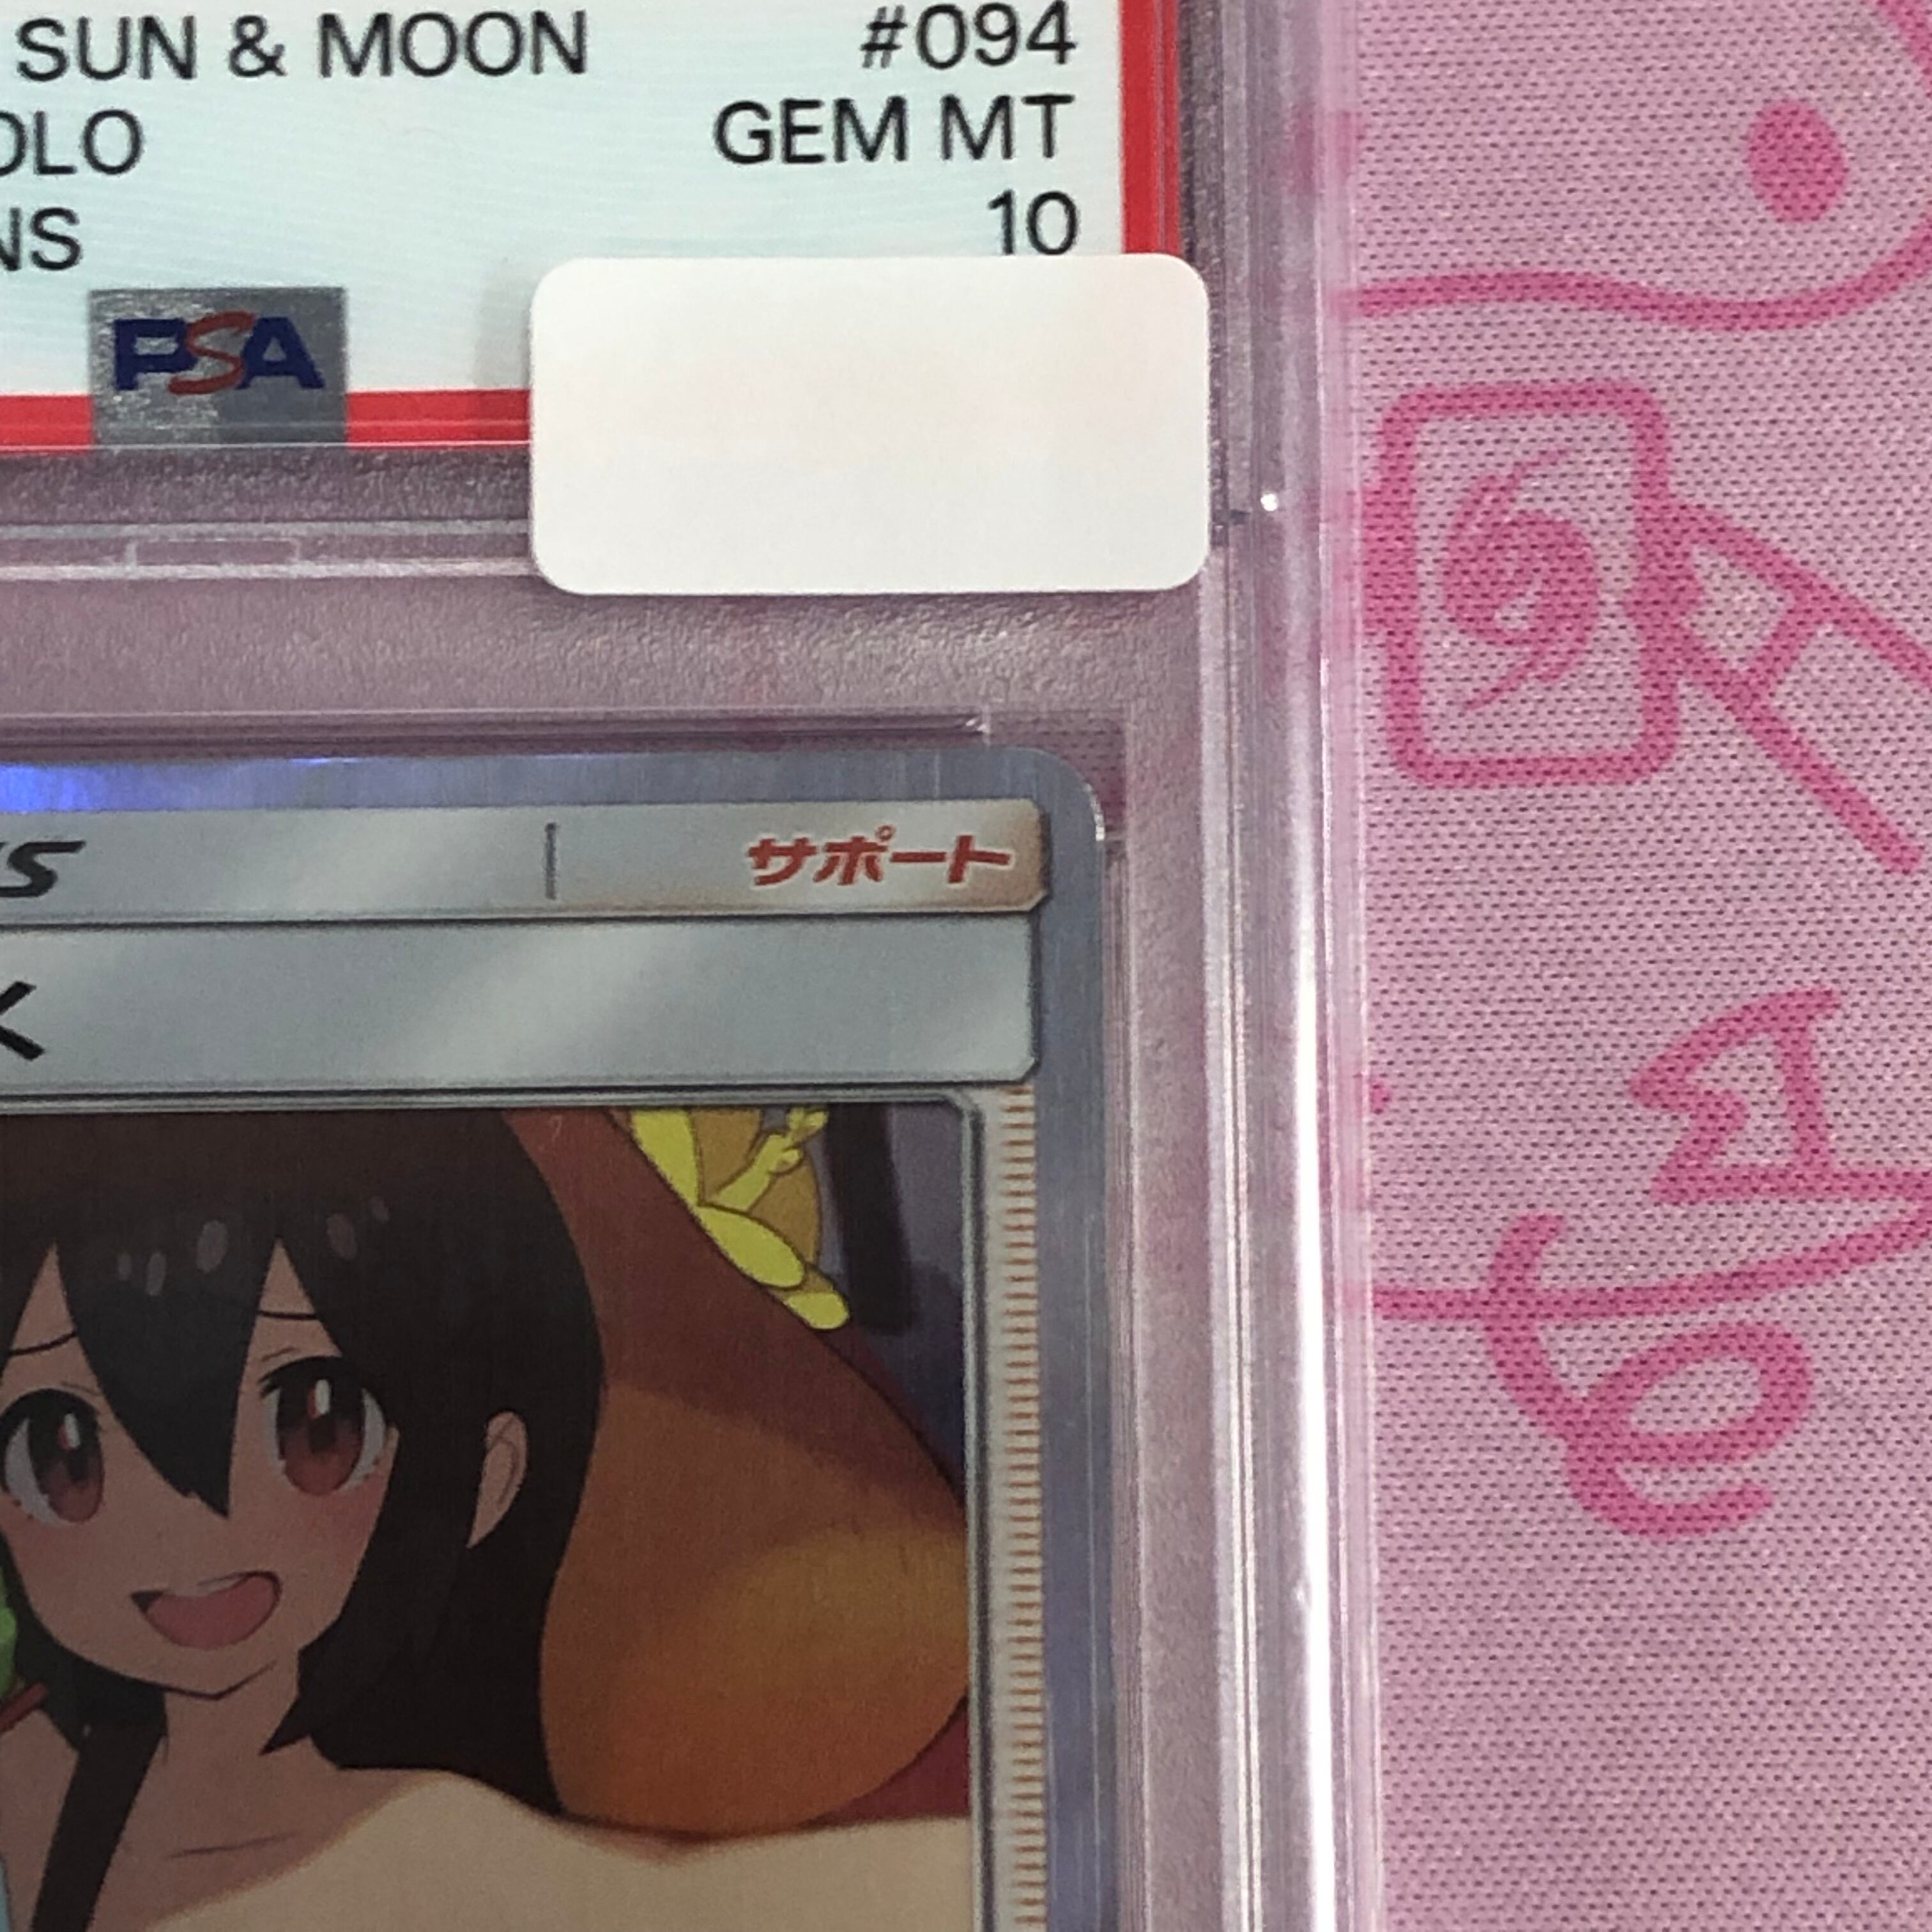 SUN & MOON #094
OLO GEM MT
NS 10
PSA
サポート